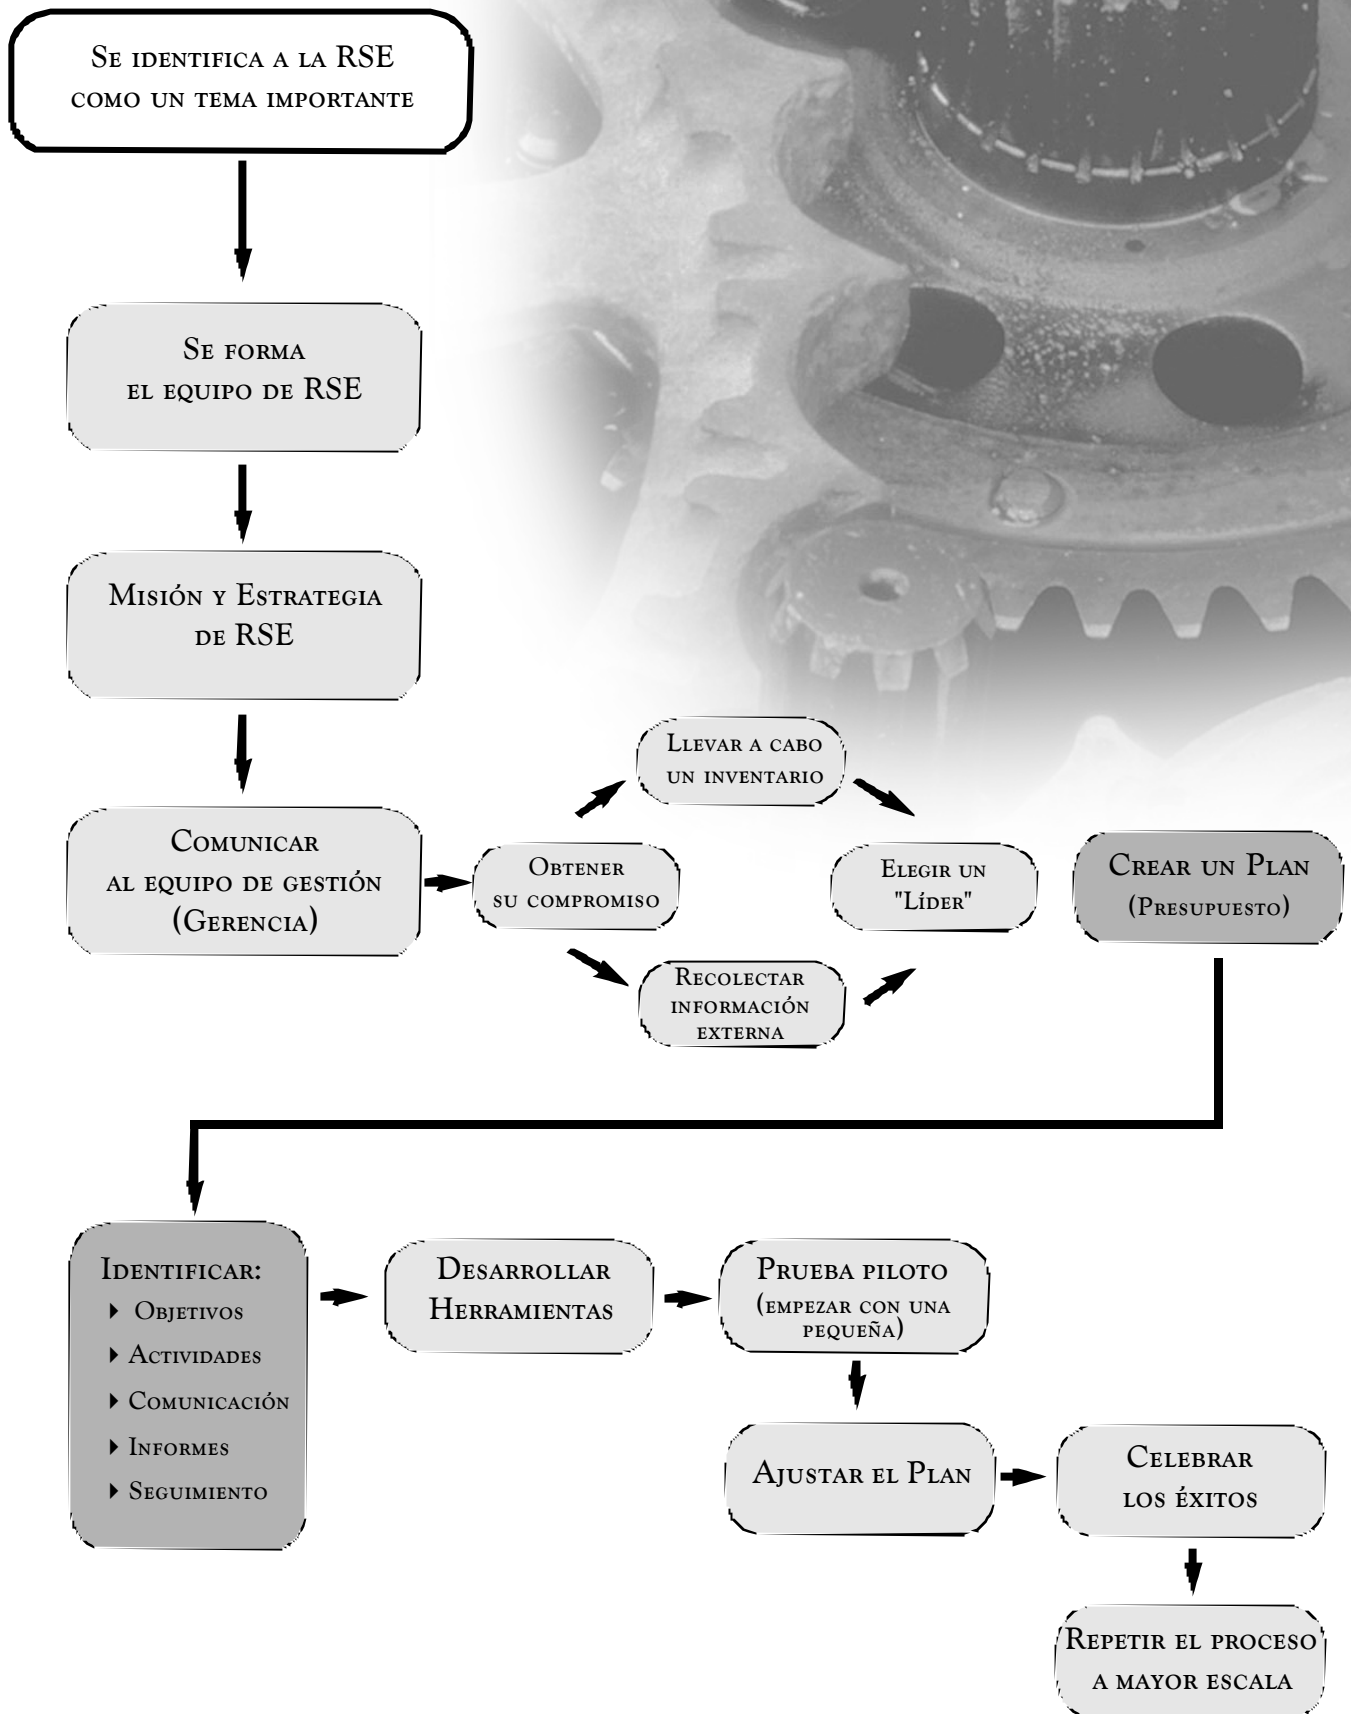 Se identifica a la RSE
como un tema importante
Se forma
el equipo de RSE
Misión y Estrategia
de RSE
Comunicar
al equipo de gestión
(Gerencia)
Obtener
su compromiso
Llevar a cabo
un inventario
Recolectar
información
externa
Elegir un
"Líder"
Crear un Plan
(Presupuesto)
Identificar:
Objetivos
Actividades
Comunicación
Informes
Seguimiento
Desarrollar
Herramientas
Prueba piloto
(empezar con una
pequeña)
Ajustar el Plan
Celebrar
los éxitos
Repetir el proceso
a mayor escala